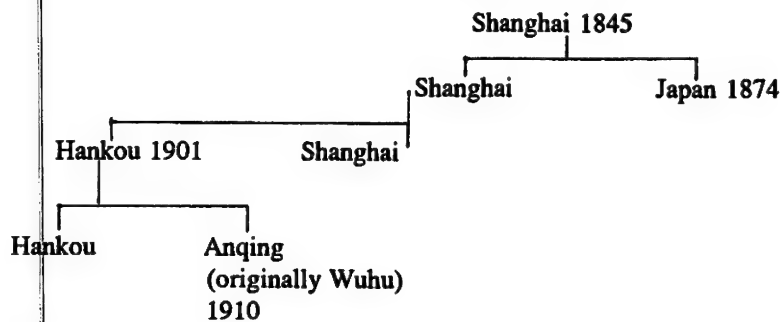 Shanghai 1845
Shanghai
Japan 1874
Hankou 1901
Shanghai
Hankou
Anqing
(originally Wuhu)
1910